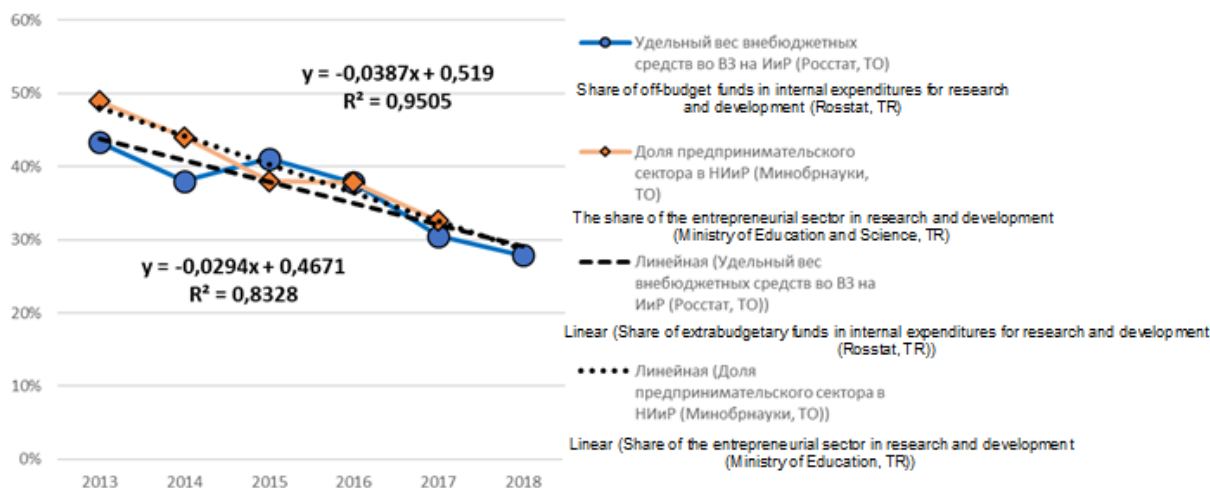 60%
50%
40%
30%
20%
10%
0%
2013 2014 2015 2016 2017 2018
y = -0,0387x + 0,519
R² = 0,9505
y = -0,0294x + 0,4671
R² = 0,8328
Удельный вес внебюджетных
средств во ВЗ на ИиР (Росстат, ТО)
Share of off-budget funds in internal expenditures for research
and development (Rosstat, TR)
Доля предпринимательского
сектора в НИиР (Минобрнауки,
ТО)
The share of the entrepreneurial sector in research and development
(Ministry of Education and Science, TR)
Линейная (Удельный вес
внебюджетных средств во ВЗ на
ИиР (Росстат, ТО))
Linear (Share of extrabudgetary funds in internal expenditures for research and development
(Rosstat, TR))
Линейная (Доля
предпринимательского сектора в
НИиР (Минобрнауки, ТО))
Linear (Share of the entrepreneurial sector in research and development
(Ministry of Education, TR))